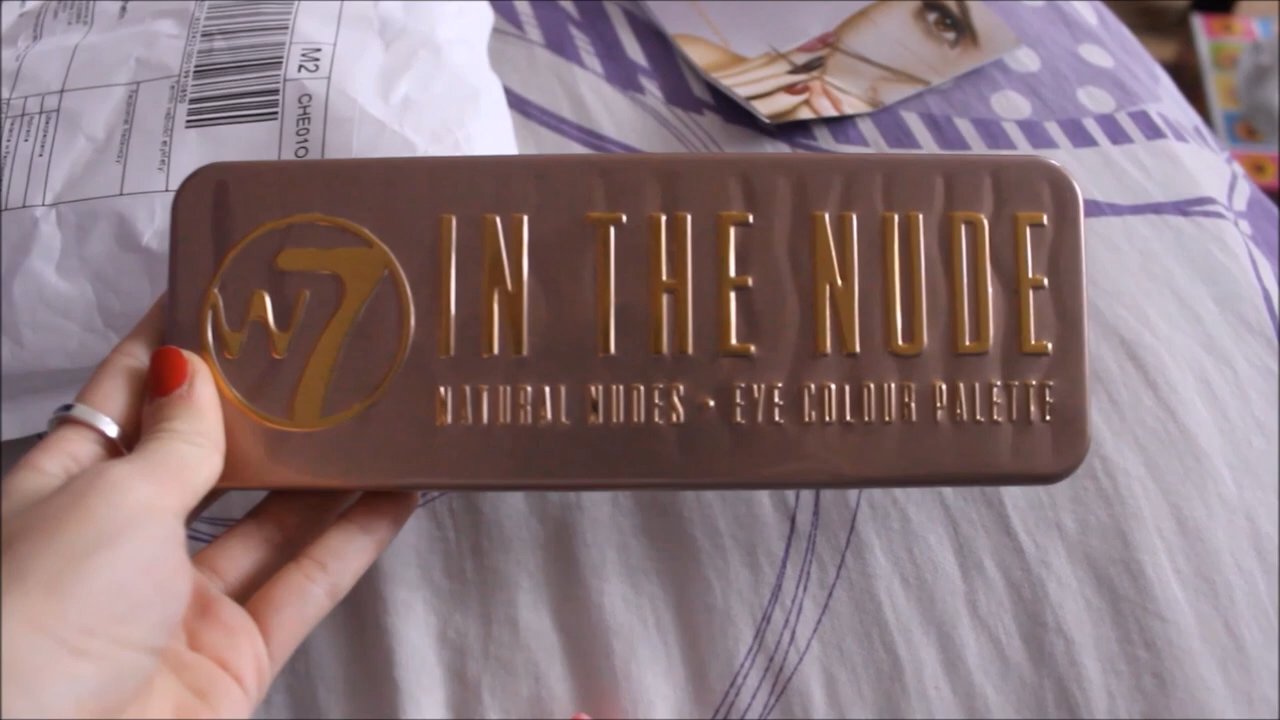 M2 CHE010
W7
IN THE NUDE
NATURAL NUDES • EYE COLOUR PALETTE